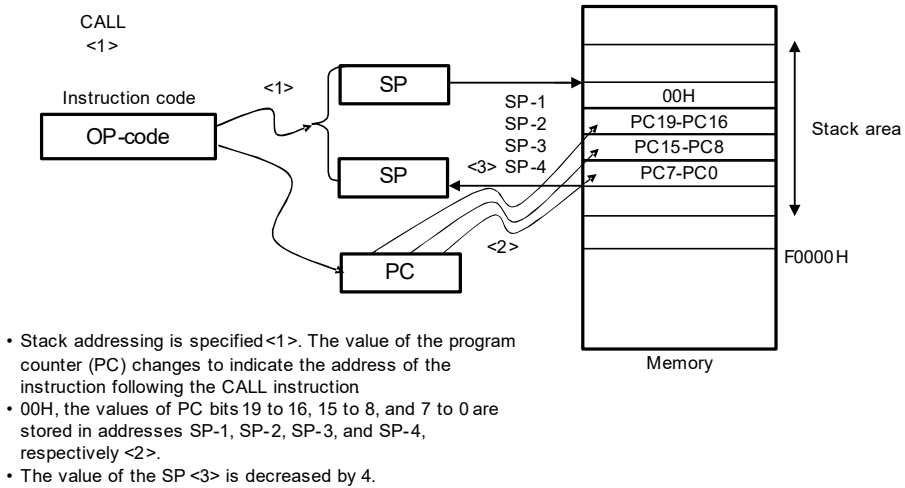 CALL
<1>
Instruction code
OP-code
<1>
SP
SP
SP-1
SP-2
SP-3
<3> SP-4
<2>
PC
00H
PC19-PC16
PC15-PC8
PC7-PC0
Stack area
F0000H
Memory
• Stack addressing is specified <1>. The value of the program
counter (PC) changes to indicate the address of the
instruction following the CALL instruction
• 00H, the values of PC bits 19 to 16, 15 to 8, and 7 to 0 are
stored in addresses SP-1, SP-2, SP-3, and SP-4,
respectively <2>.
• The value of the SP <3> is decreased by 4.